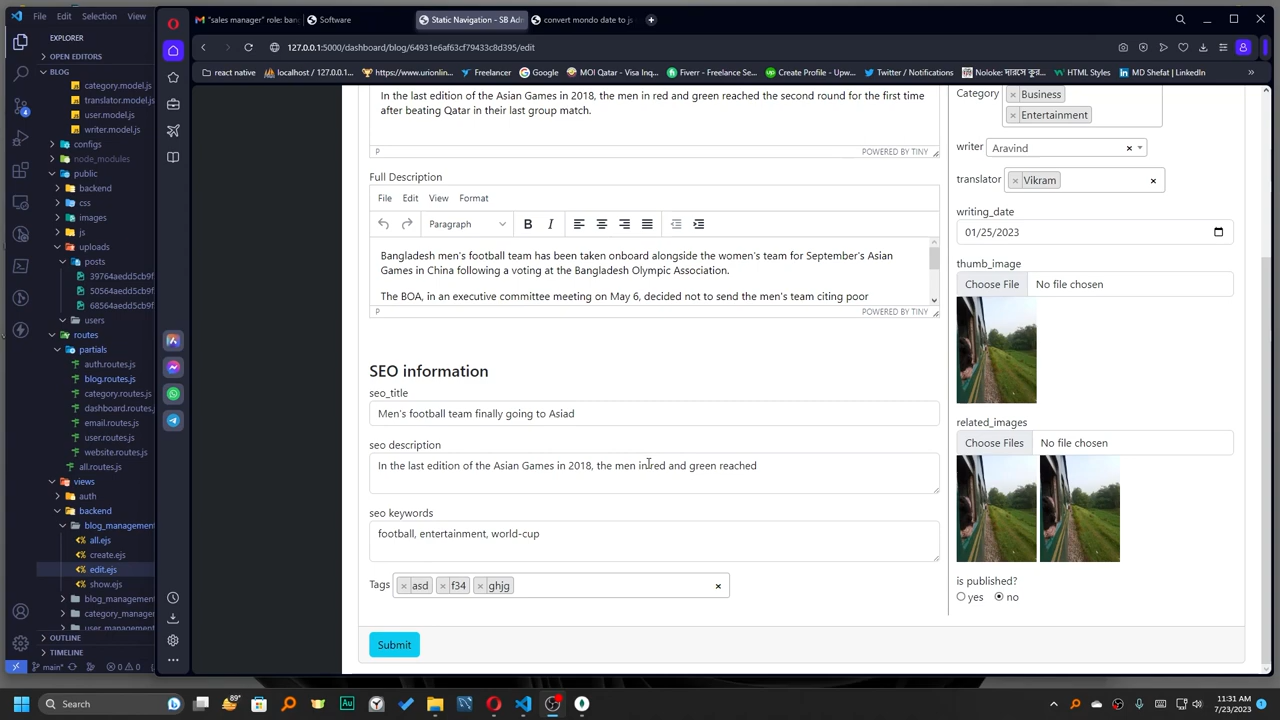 File Edit Selection View
"sales manager" role: ban
Software
Static Navigation - SB Adm
convert mondo date to js
EXPLORER
127.0.0.1:5000/dashboard/blog/64931e6af63cf79433c8d395/edit
OPEN EDITORS
BLOG
react native
localhost / 127.0.0.1...
https://www.urionlin...
Freelancer
Google
MOI Qatar - Visa Inq...
Fiverr - Freelance Se...
Create Profile - Upw...
Twitter / Notifications
HTML Styles
MD Shefat | LinkedIn
category.model.js
translator.model.js
user.model.js
writer.model.js
configs
node_modules
public
backend
css
images
js
uploads
posts
39764aedd5cb9f
50564aedd5cb9f
68564aedd5cb9f
users
routes
partials
auth.routes.js
blog.routes.js
category.routes.js
dashboard.routes.js
email.routes.js
user.routes.js
website.routes.js
all.routes.js
views
auth
backend
blog_management
all.ejs
create.ejs
edit.ejs
show.ejs
blog_manageme
category_manag
user_management
OUTLINE
TIMELINE
main*
0 0
4
In the last edition of the Asian Games in 2018, the men in red and green reached the second round for the first time
after beating Qatar in their last group match.
P
POWERED BY TINY
Full Description
File Edit View Format
Paragraph
B I
Bangladesh men's football team has been taken onboard alongside the women's team for September's Asian
Games in China following a voting at the Bangladesh Olympic Association.
The BOA, in an executive committee meeting on May 6, decided not to send the men's team citing poor
P
POWERED BY TINY
SEO information
seo_title
Men's football team finally going to Asiad
seo description
In the last edition of the Asian Games in 2018, the men in red and green reached
seo keywords
football, entertainment, world-cup
Tags
× asd
× f34
× ghjg
×
Submit
Category
× Business
× Entertainment
writer
Aravind ×
translator
× Vikram ×
writing_date
01/25/2023
thumb_image
Choose File No file chosen
related_images
Choose Files No file chosen
is published?
yes no
Search
Au
89°
11:31 AM
7/23/2023
1